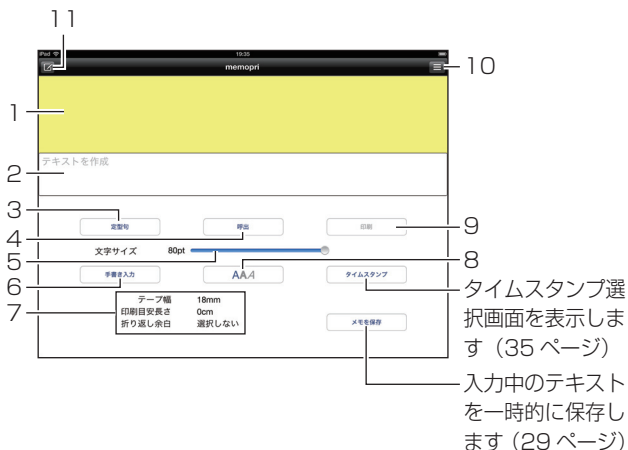 11
iPad 19:35
memopri
10
1
テキストを作成
2
3
定型句 呼出 印刷
9
4
文字サイズ 80pt
5
8
手書き入力 AAA タイムスタンプ
6
タイムスタンプ選
択画面を表示しま
す（35 ページ）
7
テープ幅 18mm
印刷目安長さ 0cm
折り返し余白 選択しない
メモを保存
入力中のテキスト
を一時的に保存し
ます（29 ページ）